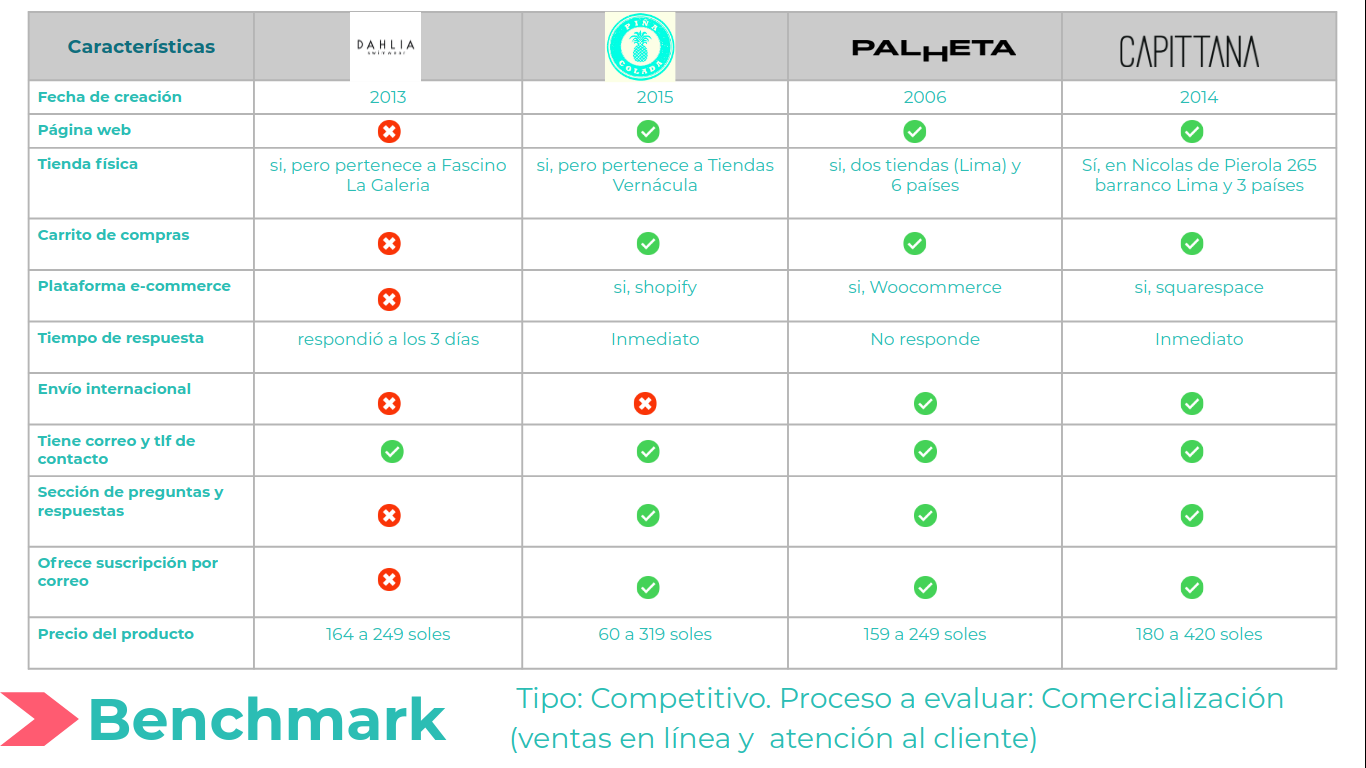 Características
DAHLIA
swimwear
PIÑA
COLADA
PALHETA
CAPITTANA
Fecha de creación
2013
2015
2006
2014
Página web
Tienda física
si, pero pertenece a Fascino
La Galeria
si, pero pertenece a Tiendas
Vernácula
si, dos tiendas (Lima) y
6 países
Sí, en Nicolas de Pierola 265
barranco Lima y 3 países
Carrito de compras
Plataforma e-commerce
si, shopify
si, Woocommerce
si, squarespace
Tiempo de respuesta
respondió a los 3 días
Inmediato
No responde
Inmediato
Envío internacional
Tiene correo y tlf de
contacto
Sección de preguntas y
respuestas
Ofrece suscripción por
correo
Precio del producto
164 a 249 soles
60 a 319 soles
159 a 249 soles
180 a 420 soles
Benchmark
Tipo: Competitivo. Proceso a evaluar: Comercialización
(ventas en línea y  atención al cliente)